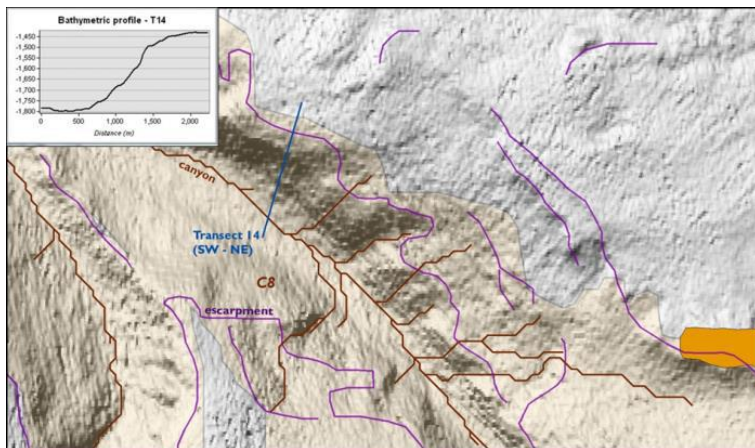 Bathymetric profile - T14
-1,450
-1,500
-1,550
-1,600
-1,650
-1,700
-1,750
-1,800
0
500
1,000
1,500
2,000
Distance (m)
canyon
Transect 14
(SW - NE)
C8
escarpment